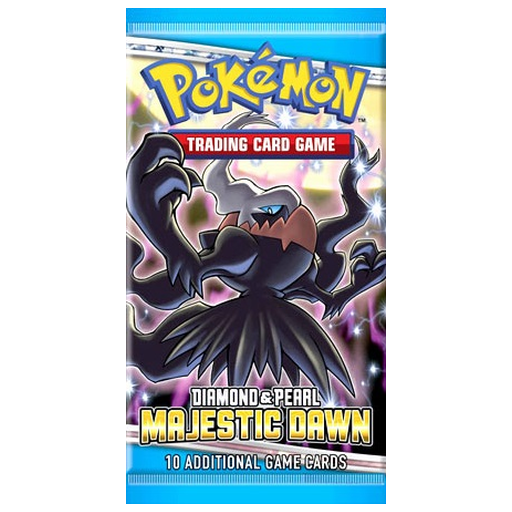 POKéMON
TRADING CARD GAME
DIAMOND & PEARL
MAJESTIC DAWN
10 ADDITIONAL GAME CARDS